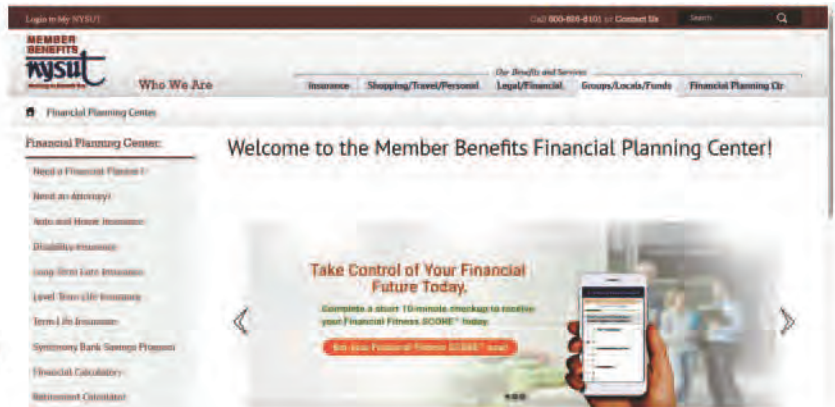 Login to My NYSUT
Call 800-626-8101 or Contact Us
Search
MEMBER
BENEFITS
nysut
Who We Are
Our Benefits and Services
Insurance Shopping/Travel/Personal Legal/Financial Groups/Locals/Funds Financial Planning Ctr
Financial Planning Center
Financial Planning Center
Need a Financial Planner?
Need an Attorney?
Auto and Home Insurance
Disability Insurance
Long-Term Care Insurance
Level Term Life Insurance
Term Life Insurance
Synchrony Bank Savings Program
Financial Calculators
Retirement Calculator
Welcome to the Member Benefits Financial Planning Center!
Take Control of Your Financial
Future Today.
Complete a short 10-minute checkup to receive
your Financial Fitness SCORE™ today.
Get your Financial Fitness SCORE™ now!